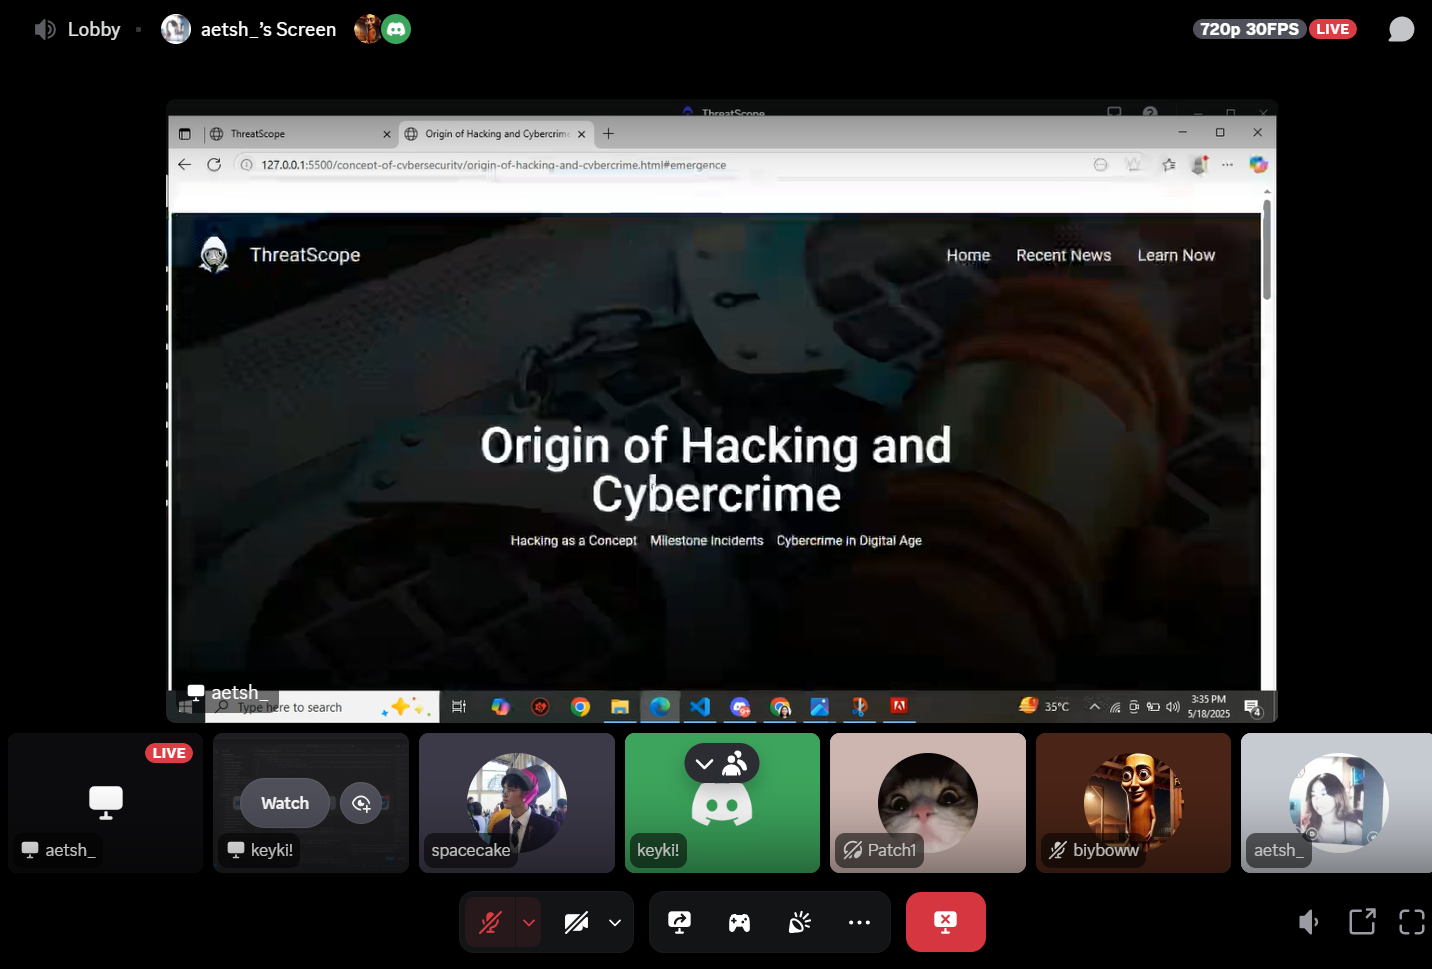 Lobby
aetsh_'s Screen
720p 30FPS
LIVE
ThreatScope
ThreatScope
Origin of Hacking and Cybercrime
127.0.0.1:5500/concept-of-cybersecurity/origin-of-hacking-and-cybercrime.html#emergence
ThreatScope
Home
Recent News
Learn Now
Origin of Hacking and
Cybercrime
Hacking as a Concept
Milestone Incidents
Cybercrime in Digital Age
aetsh_
Type here to search
35°C
3:35 PM
5/18/2025
4
LIVE
aetsh_
Watch
keyki!
spacecake
keyki!
Patch1
biyboww
aetsh_